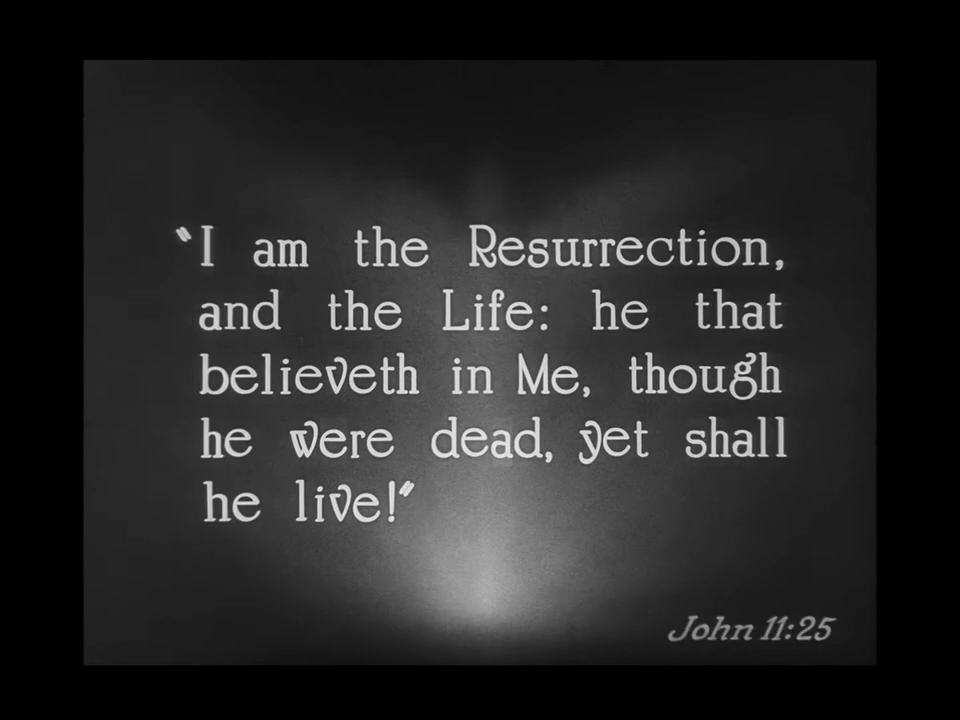 “I am the Resurrection,
and the Life: he that
believeth in Me, though
he were dead, yet shall
he live!”
John 11:25